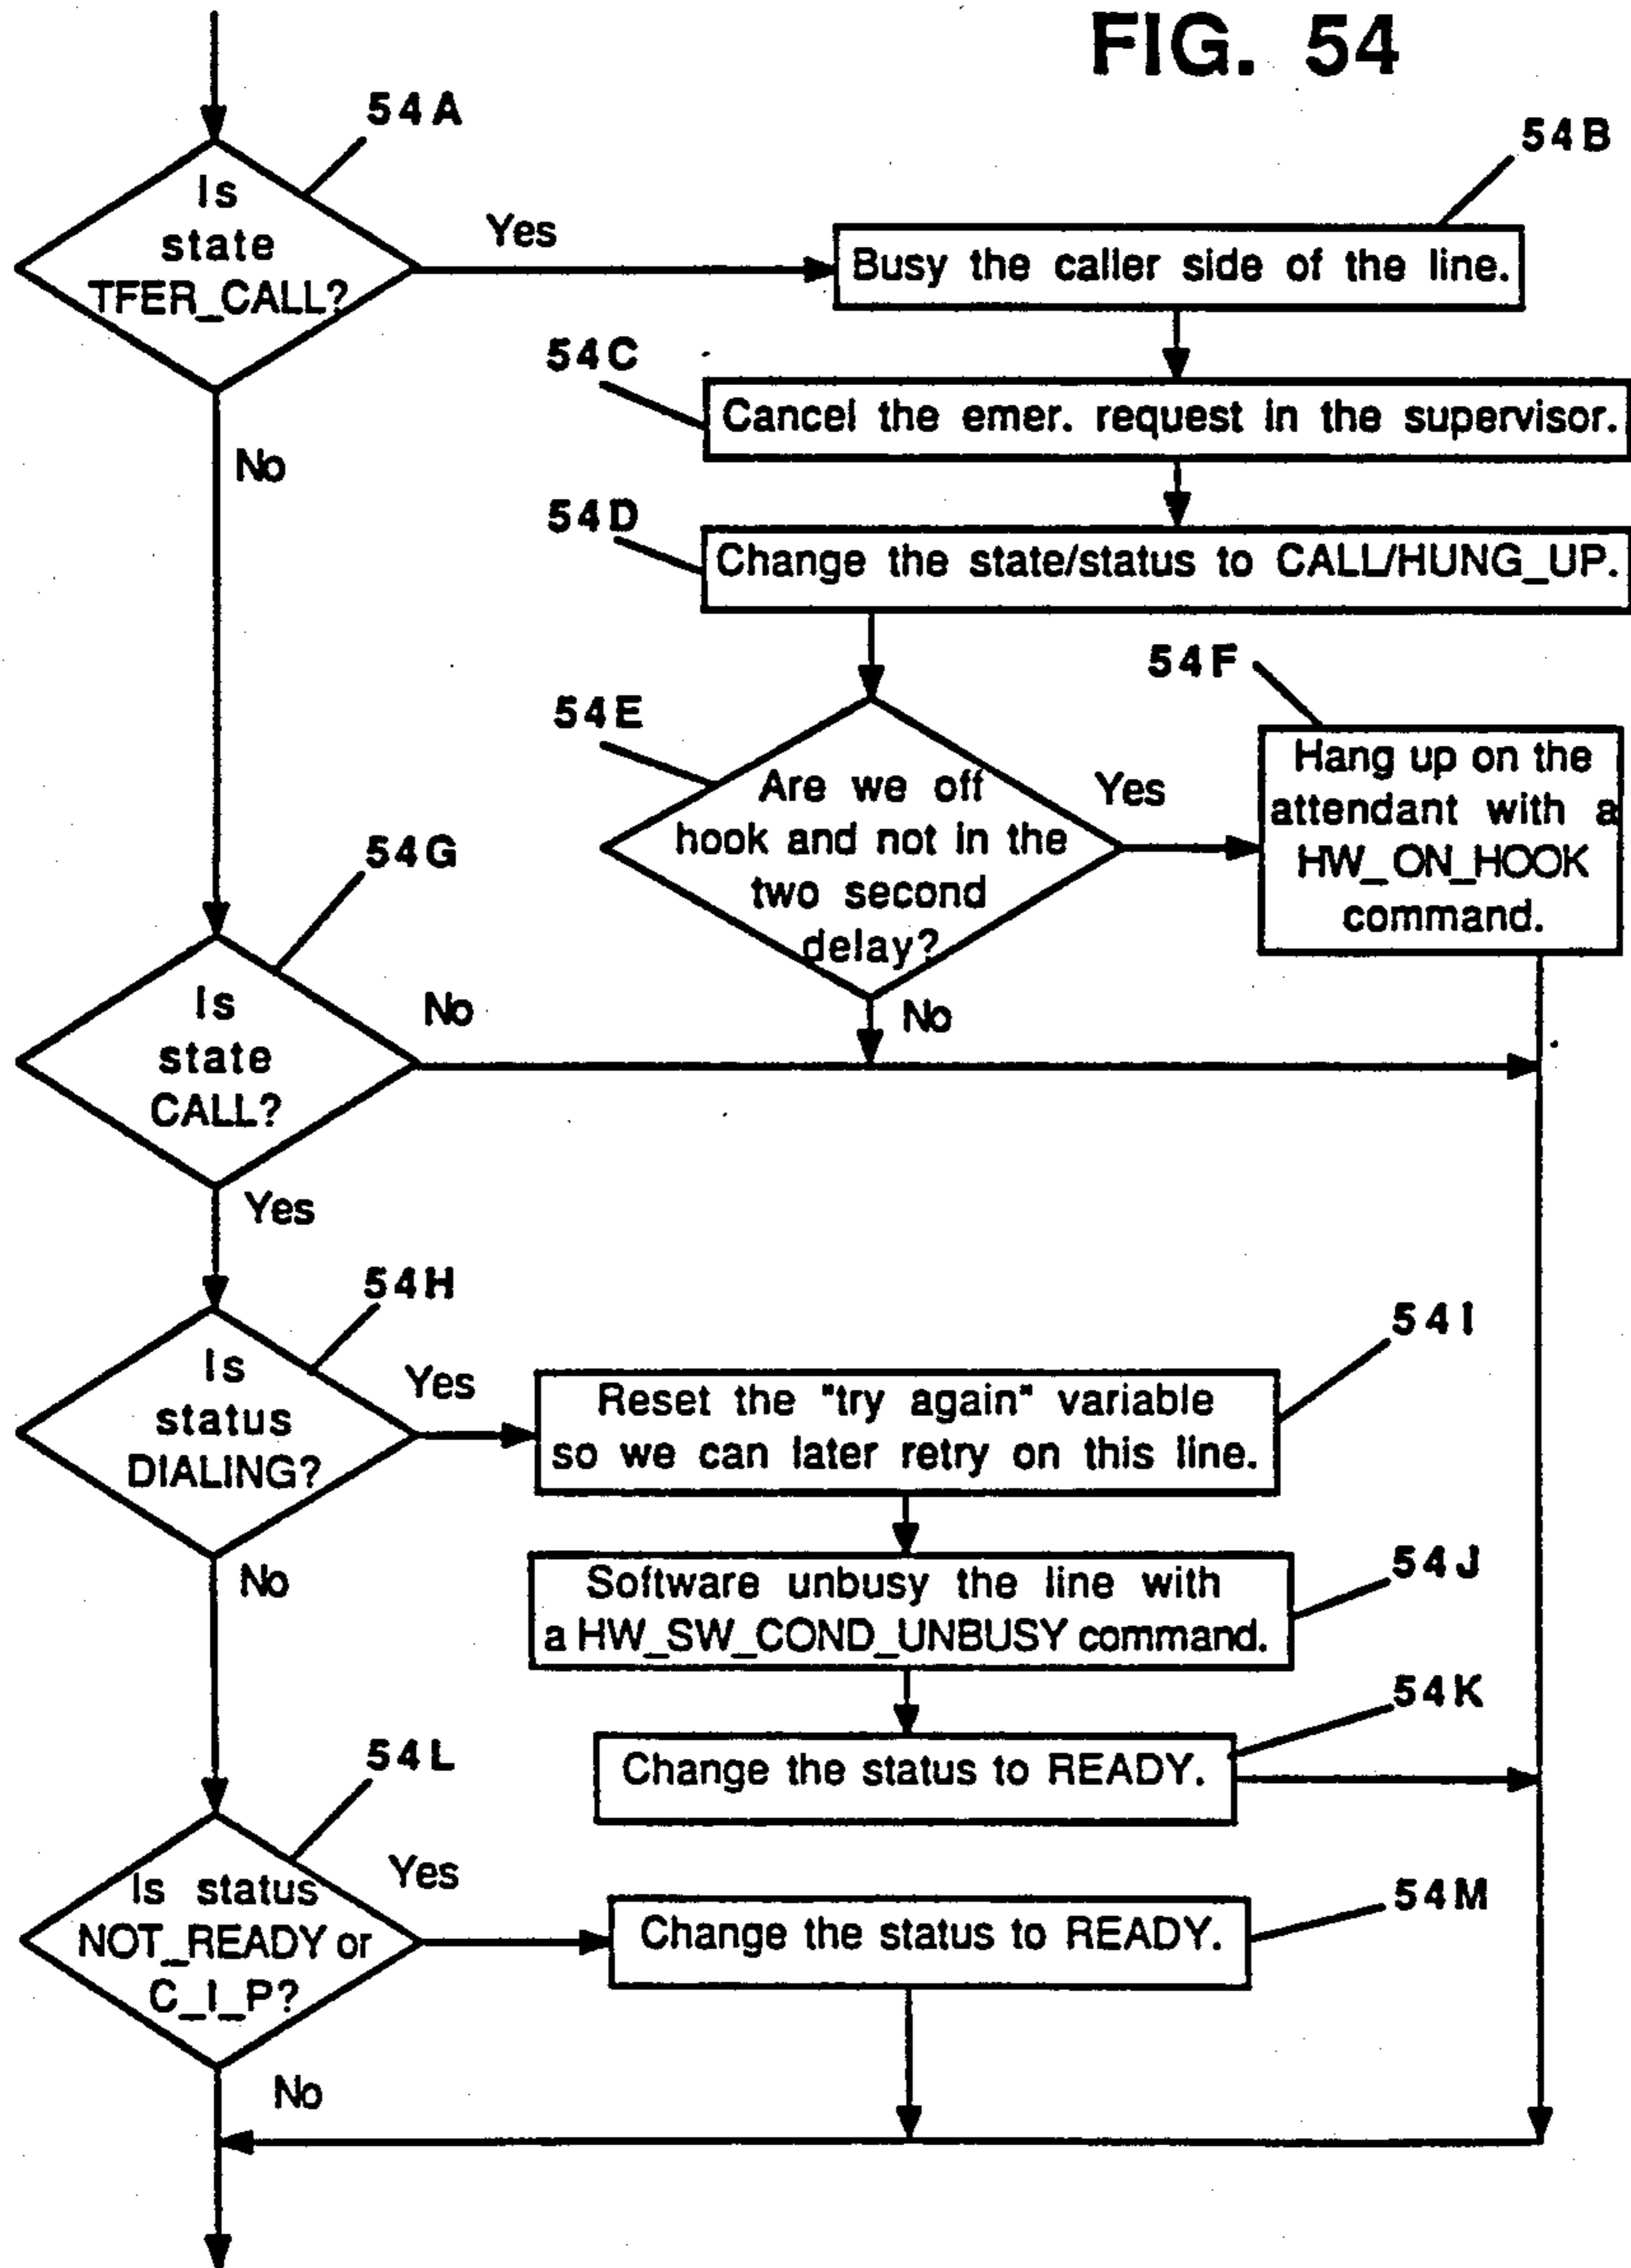 FIG. 54
54A
54B
Is
state
TFER_CALL?
Yes
Busy the caller side of the line.
54C
Cancel the emer. request in the supervisor.
No
54D
Change the state/status to CALL/HUNG_UP.
54E
54F
Are we off
hook and not in the
two second
delay?
Yes
Hang up on the
attendant with a
HW_ON_HOOK
command.
No
54G
Is
state
CALL?
No
Yes
54H
Is
status
DIALING?
Yes
54I
Reset the "try again" variable
so we can later retry on this line.
No
54J
Software unbusy the line with
a HW_SW_COND_UNBUSY command.
54K
Change the status to READY.
54L
Is status
NOT_READY or
C_I_P?
Yes
54M
Change the status to READY.
No